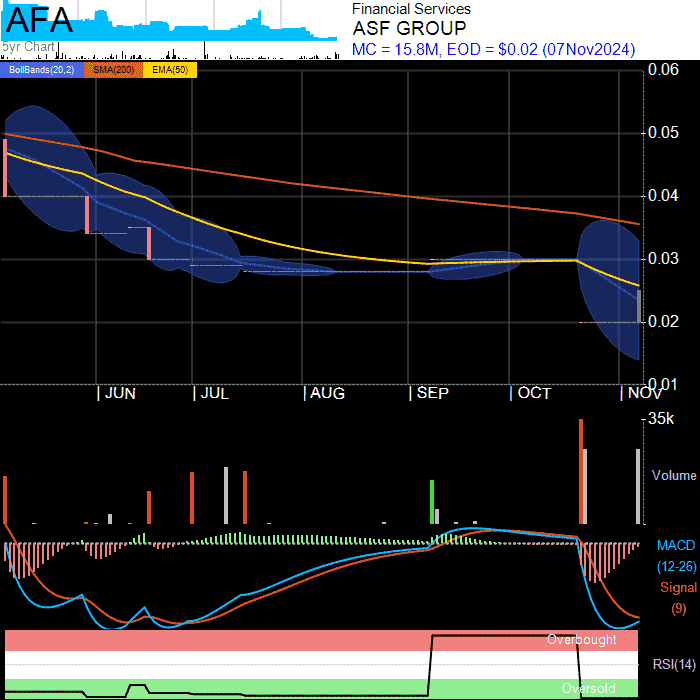 AFA
5yr Chart
Financial Services
ASF GROUP
MC = 15.8M, EOD = $0.02 (07Nov2024)
BollBands(20,2) SMA(200) EMA(50)
0.06
0.05
0.04
0.03
0.02
0.01
JUN JUL AUG SEP OCT NOV
35k
Volume
MACD
(12-26)
Signal
(9)
Overbought
RSI(14)
Oversold